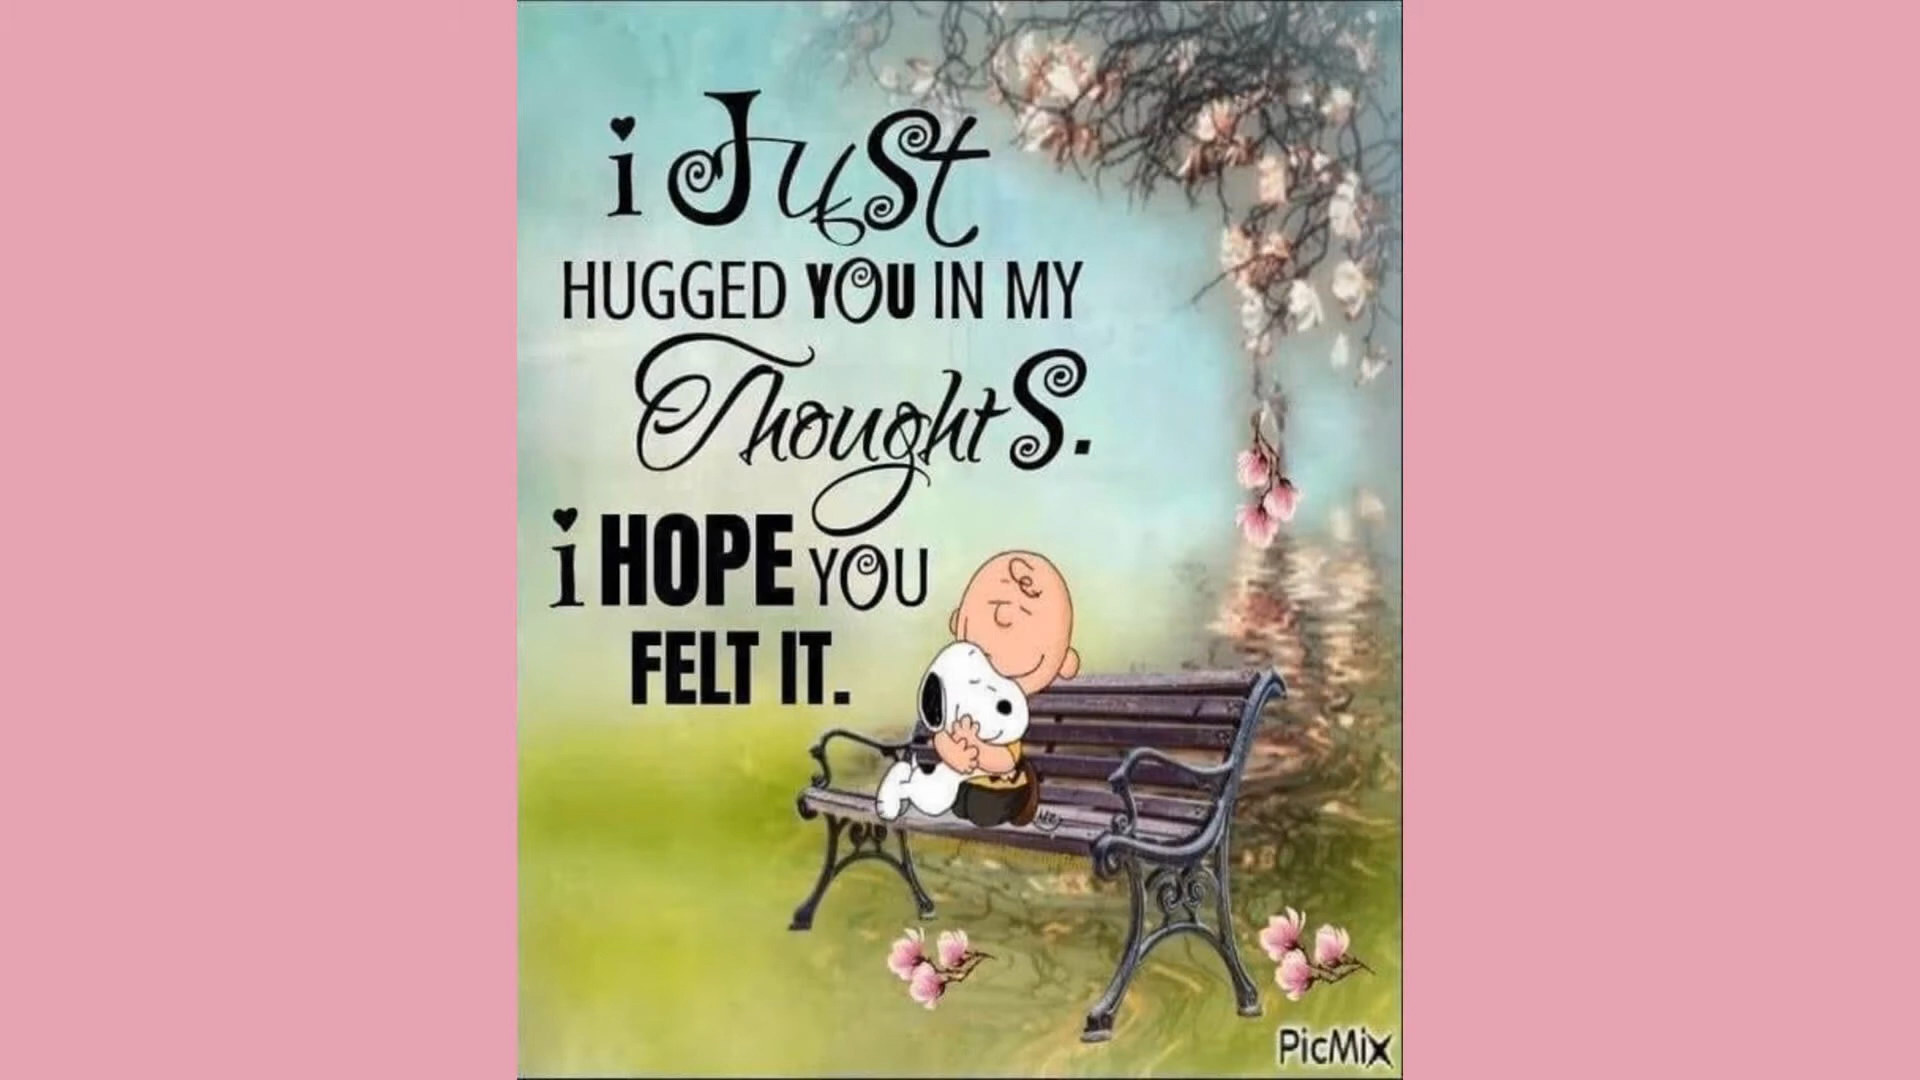 i Just
HUGGED YOU IN MY
ThoughtS.
i HOPE YOU
FELT IT.
PicMix